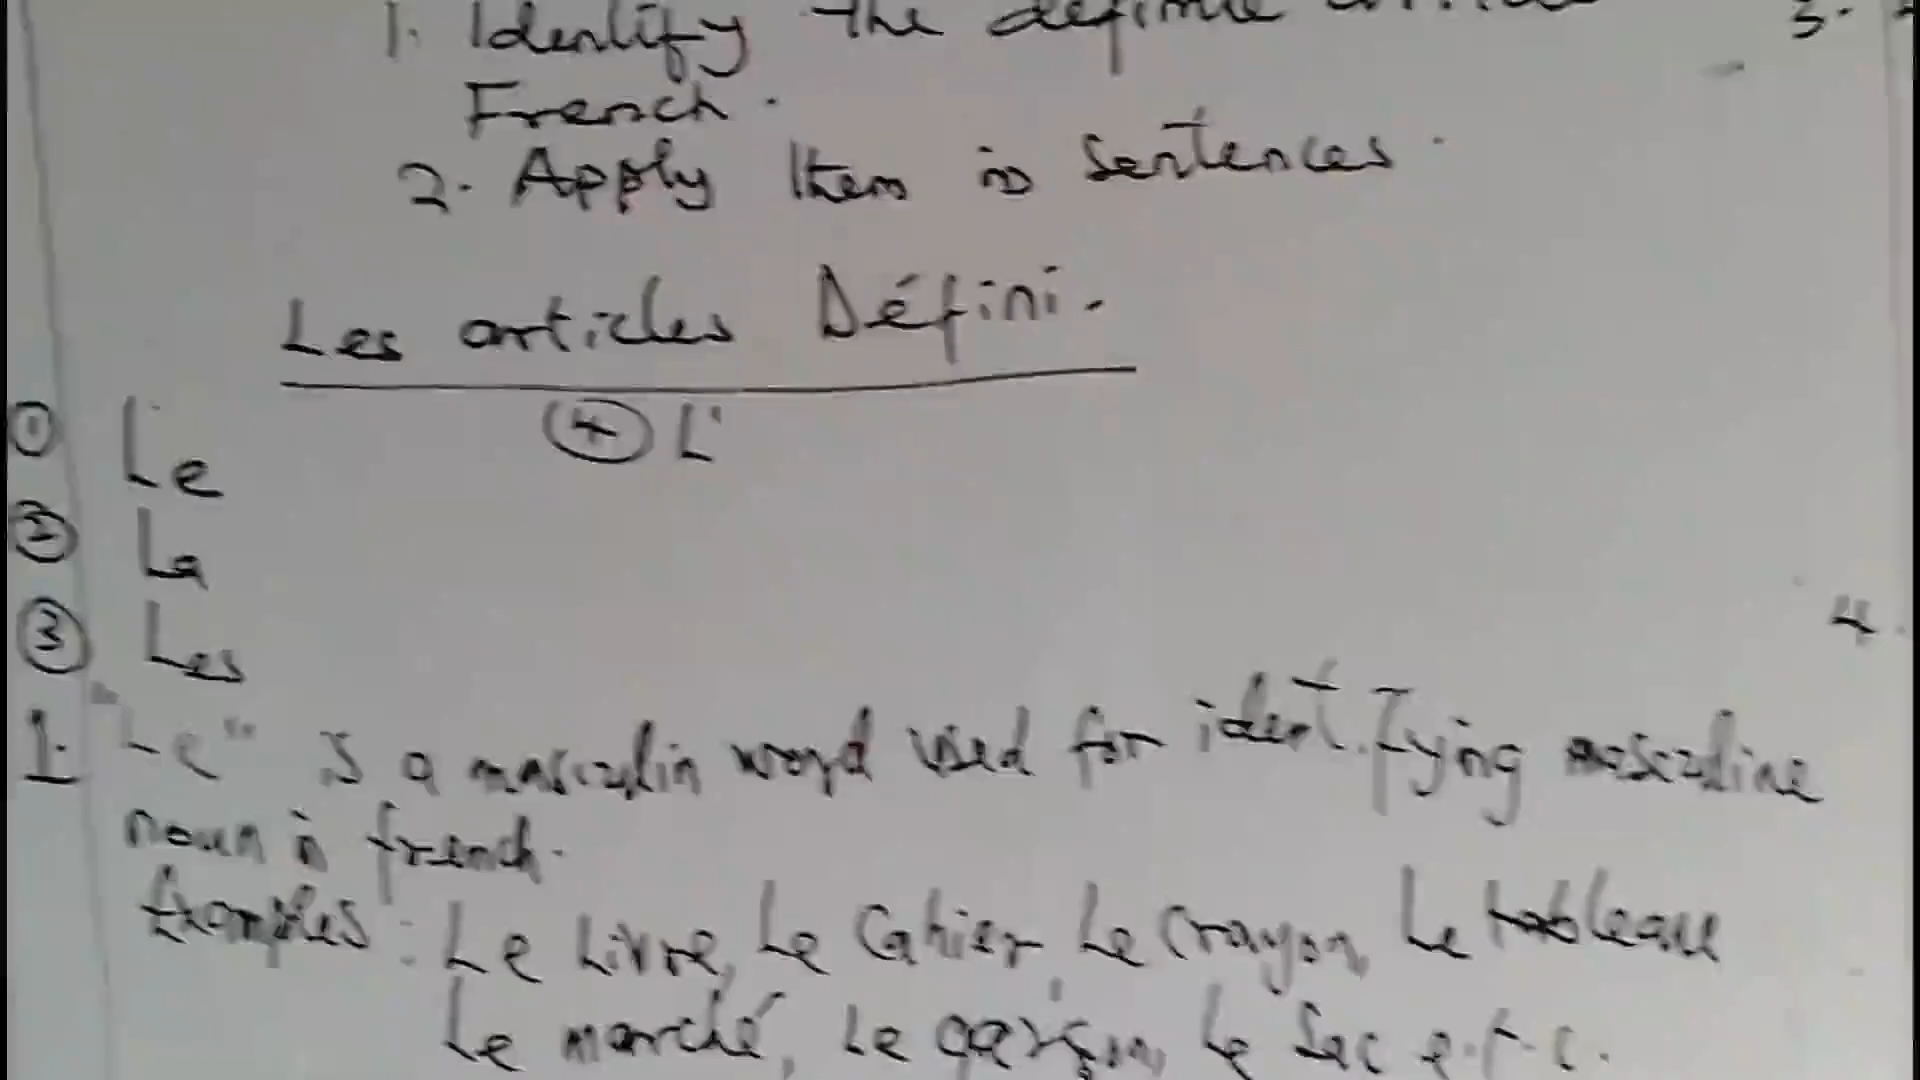 1. Identify the definite
French.
2. Apply them in sentences.
3.
Les articles Défini.
① Le
④ L'
② La
③ Les
4.
1. "Le" is a masculin word used for identifying masculine
noun in french.
Examples: Le Livre, Le Cahier, Le Crayon, Le tableau
Le marché, Le garçon, Le Sac e.t.c.